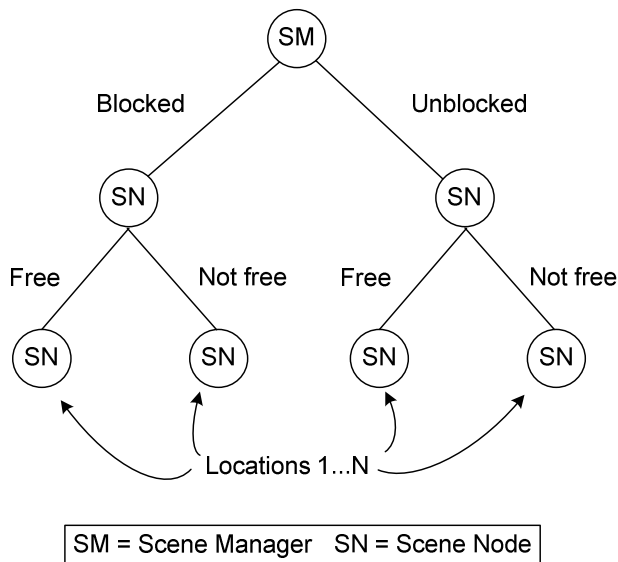 SM
Blocked
Unblocked
SN
SN
Free
Not free
Free
Not free
SN
SN
SN
SN
Locations 1...N
SM = Scene Manager SN = Scene Node